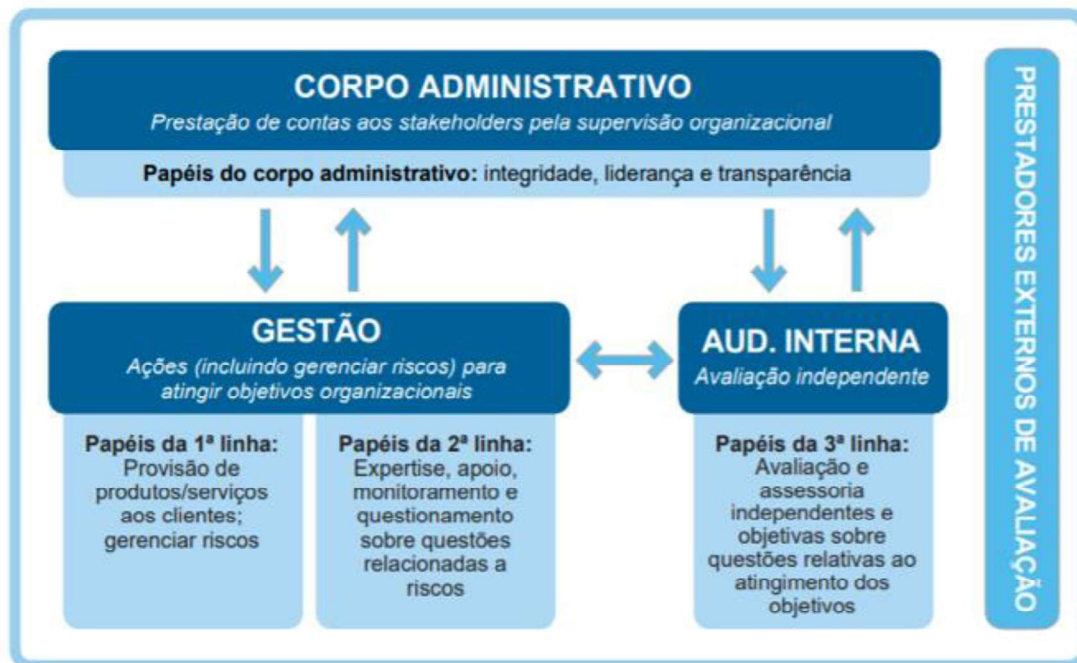 CORPO ADMINISTRATIVO
Prestação de contas aos stakeholders pela supervisão organizacional
Papéis do corpo administrativo: integridade, liderança e transparência
GESTÃO
Ações (incluindo gerenciar riscos) para
atingir objetivos organizacionais
Papéis da 1ª linha:
Provisão de
produtos/serviços
aos clientes;
gerenciar riscos
Papéis da 2ª linha:
Expertise, apoio,
monitoramento e
questionamento
sobre questões
relacionadas a
riscos
AUD. INTERNA
Avaliação independente
Papéis da 3ª linha:
Avaliação e
assessoria
independentes e
objetivas sobre
questões relativas ao
atingimento dos
objetivos
PRESTADORES EXTERNOS DE AVALIAÇÃO